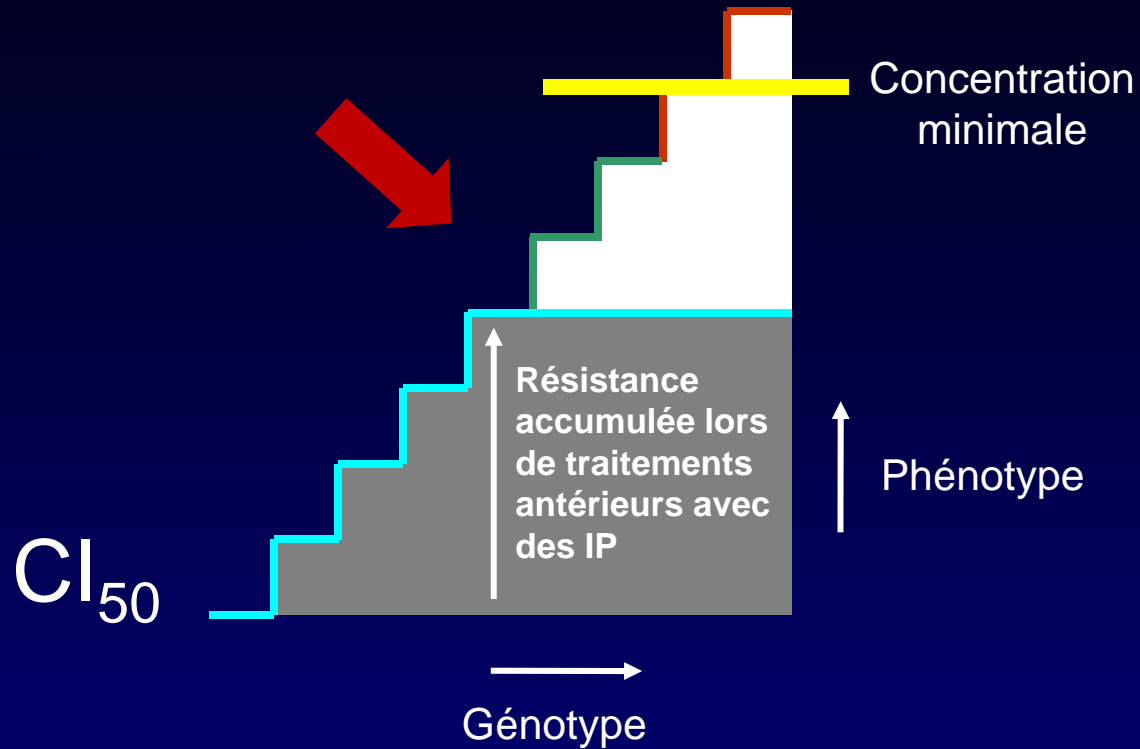 Concentration
minimale
Résistance
accumulée lors
de traitements
antérieurs avec
des IP
Phénotype
CI50
Génotype